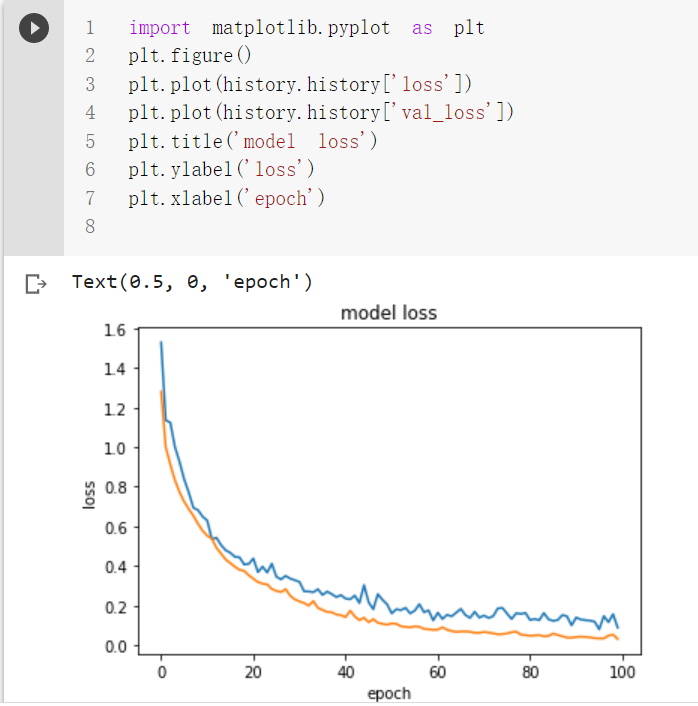 1 import matplotlib.pyplot as plt
2 plt.figure()
3 plt.plot(history.history['loss'])
4 plt.plot(history.history['val_loss'])
5 plt.title('model loss')
6 plt.ylabel('loss')
7 plt.xlabel('epoch')
8
Text(0.5, 0, 'epoch')
model loss
1.6
1.4
1.2
1.0
0.8
0.6
0.4
0.2
0.0
loss
0 20 40 60 80 100
epoch